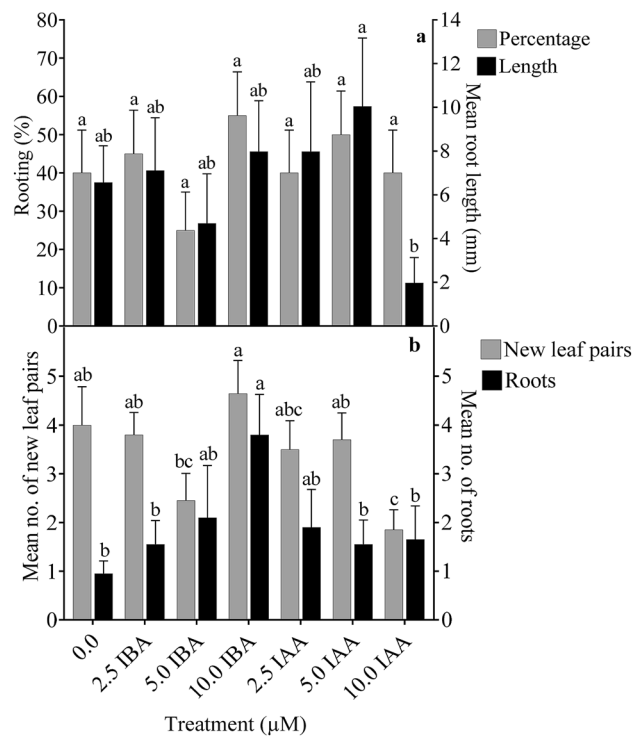 80
70
60
50
40
30
20
10
0
Rooting (%)
a ab a ab a ab a ab a ab a a a b
a
Percentage
Length
14
12
10
8
6
4
2
0
Mean root length (mm)
5
4
3
2
1
0
Mean no. of new leaf pairs
ab b ab b bc ab a a abc ab ab b c b
b
New leaf pairs
Roots
5
4
3
2
1
0
Mean no. of roots
0.0
2.5 IBA
5.0 IBA
10.0 IBA
2.5 IAA
5.0 IAA
10.0 IAA
Treatment (µM)